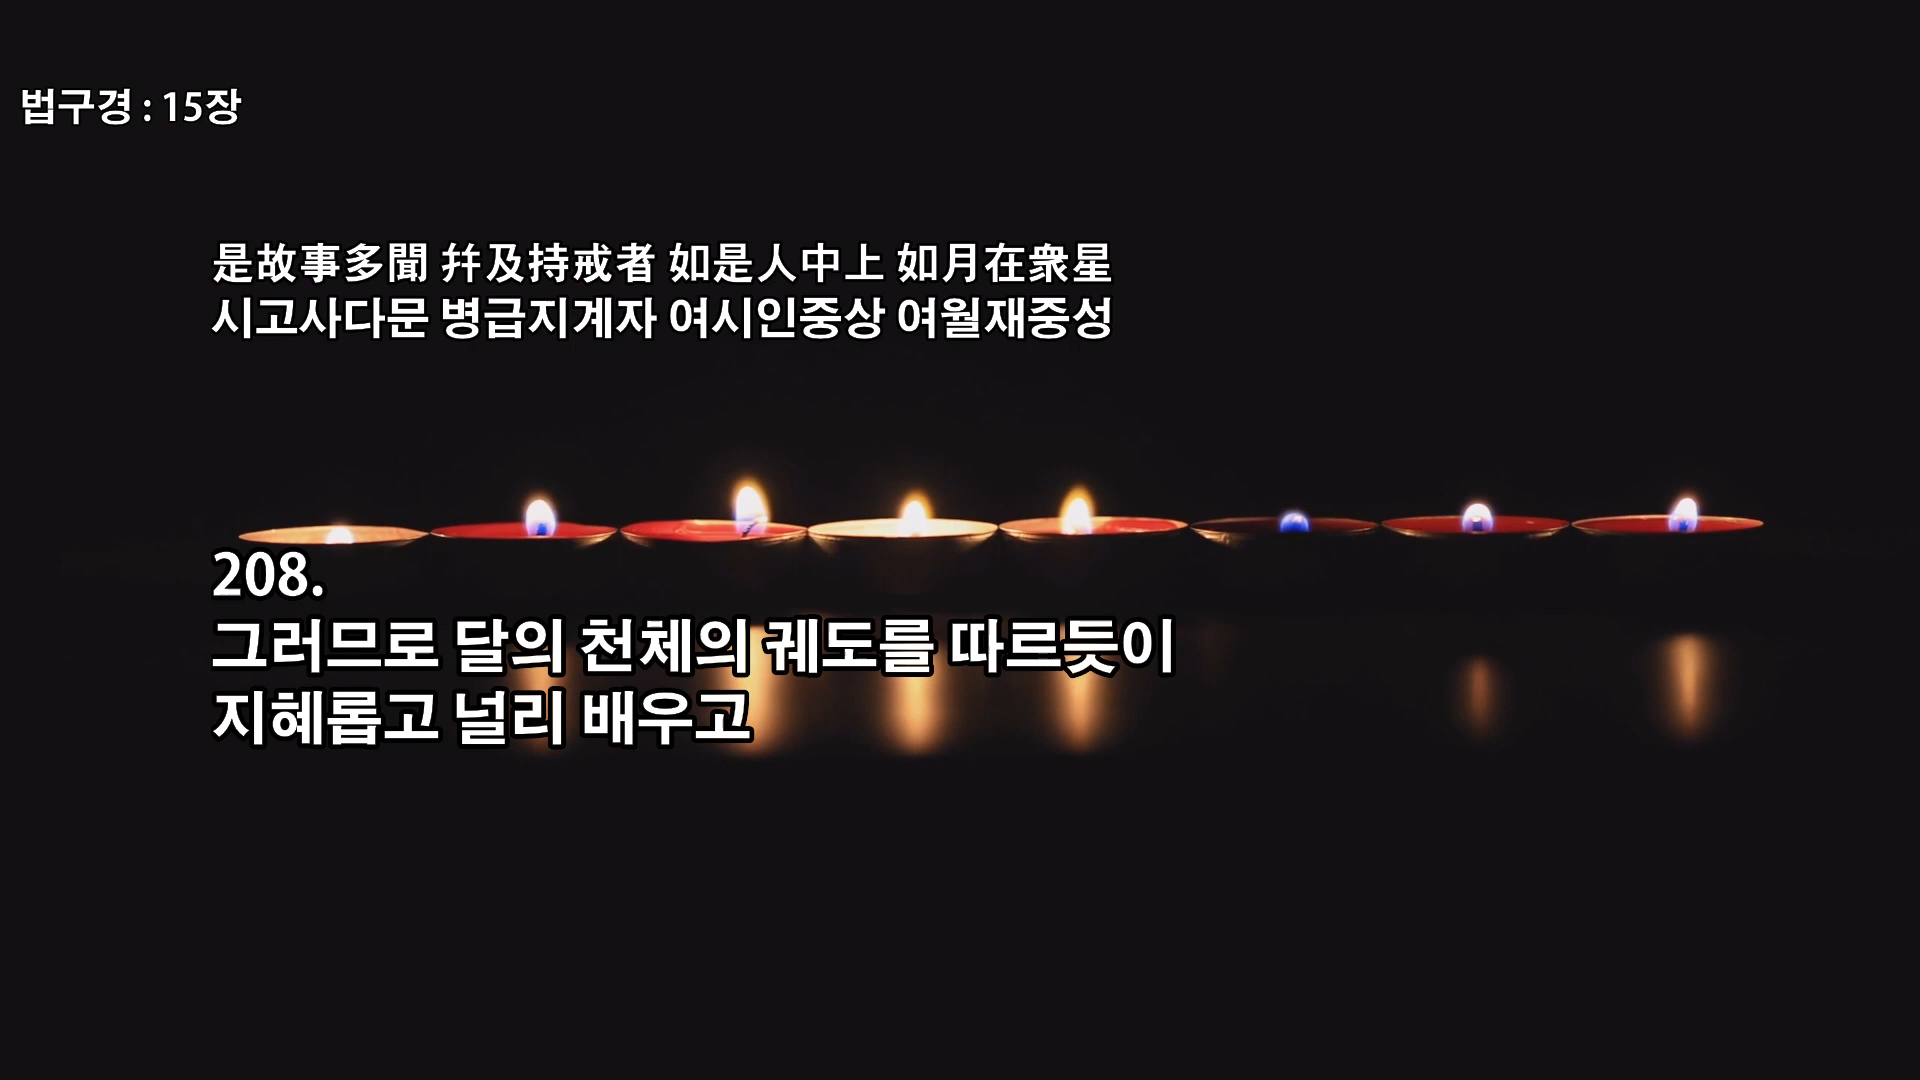 법구경 : 15장
是故事多聞 幷及持戒者 如是人中上 如月在衆星
시고사다문 병급지계자 여시인중상 여월재중성
208.
그러므로 달의 천체의 궤도를 따르듯이
지혜롭고 널리 배우고